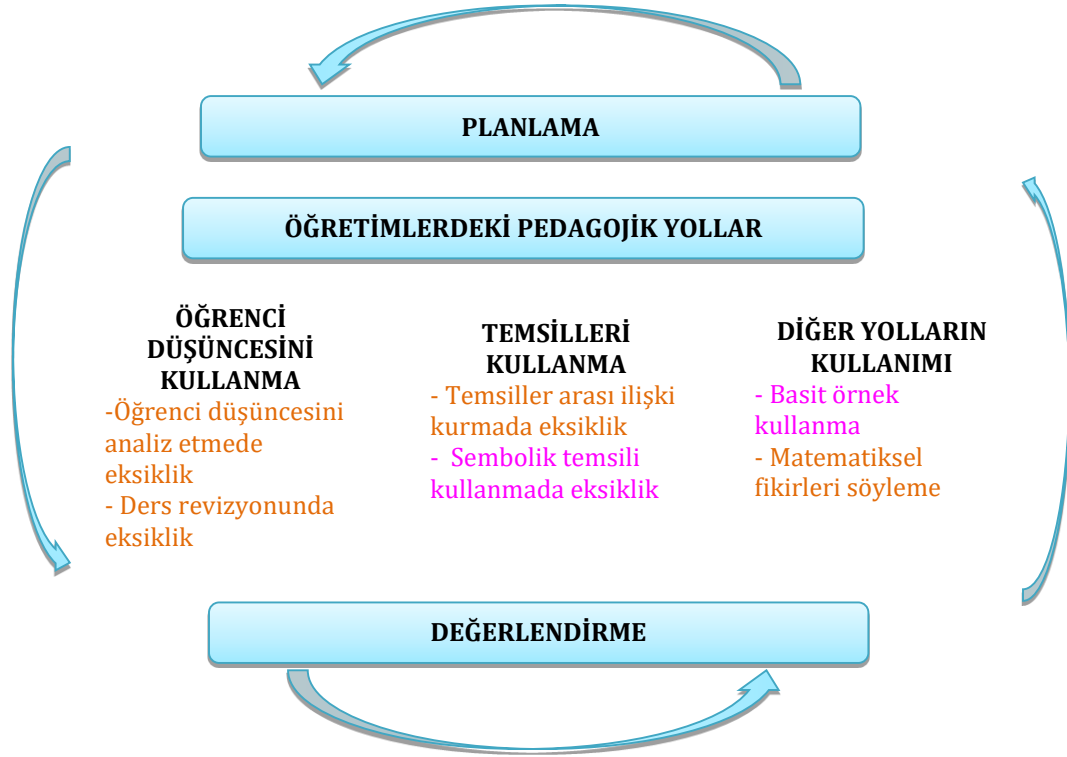 PLANLAMA
ÖĞRETİMLERDEKİ PEDAGOJİK YOLLAR
ÖĞRENCİ
DÜŞÜNCESİNİ
KULLANMA
-Öğrenci düşüncesini
analiz etmede
eksiklik
- Ders revizyonunda
eksiklik
TEMSİLLERİ
KULLANMA
- Temsiller arası ilişki
kurmada eksiklik
- Sembolik temsili
kullanmada eksiklik
DİĞER YOLLARIN
KULLANIMI
- Basit örnek
kullanma
- Matematiksel
fikirleri söyleme
DEĞERLENDİRME